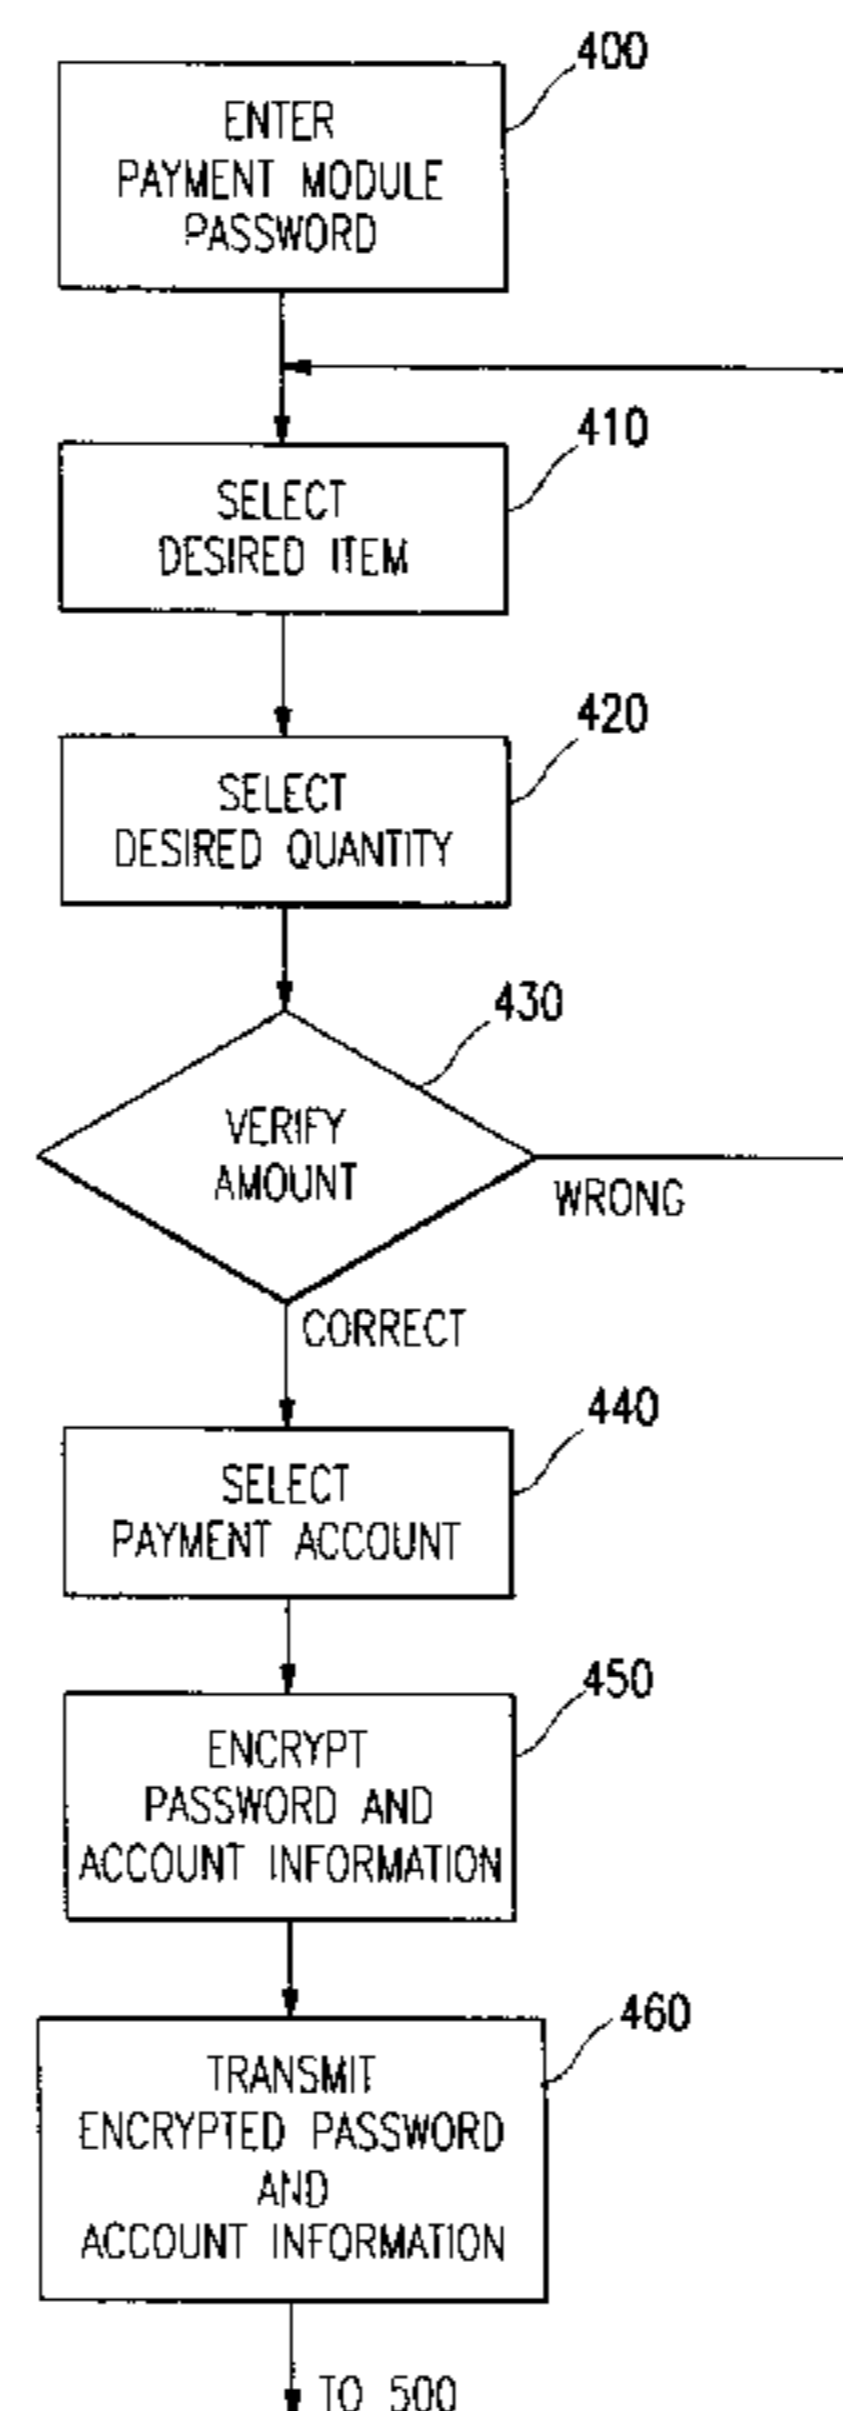 400
ENTER
PAYMENT MODULE
PASSWORD
410
SELECT
DESIRED ITEM
420
SELECT
DESIRED QUANTITY
430
VERIFY
AMOUNT
WRONG
CORRECT
440
SELECT
PAYMENT ACCOUNT
450
ENCRYPT
PASSWORD AND
ACCOUNT INFORMATION
460
TRANSMIT
ENCRYPTED PASSWORD
AND
ACCOUNT INFORMATION
TO 500